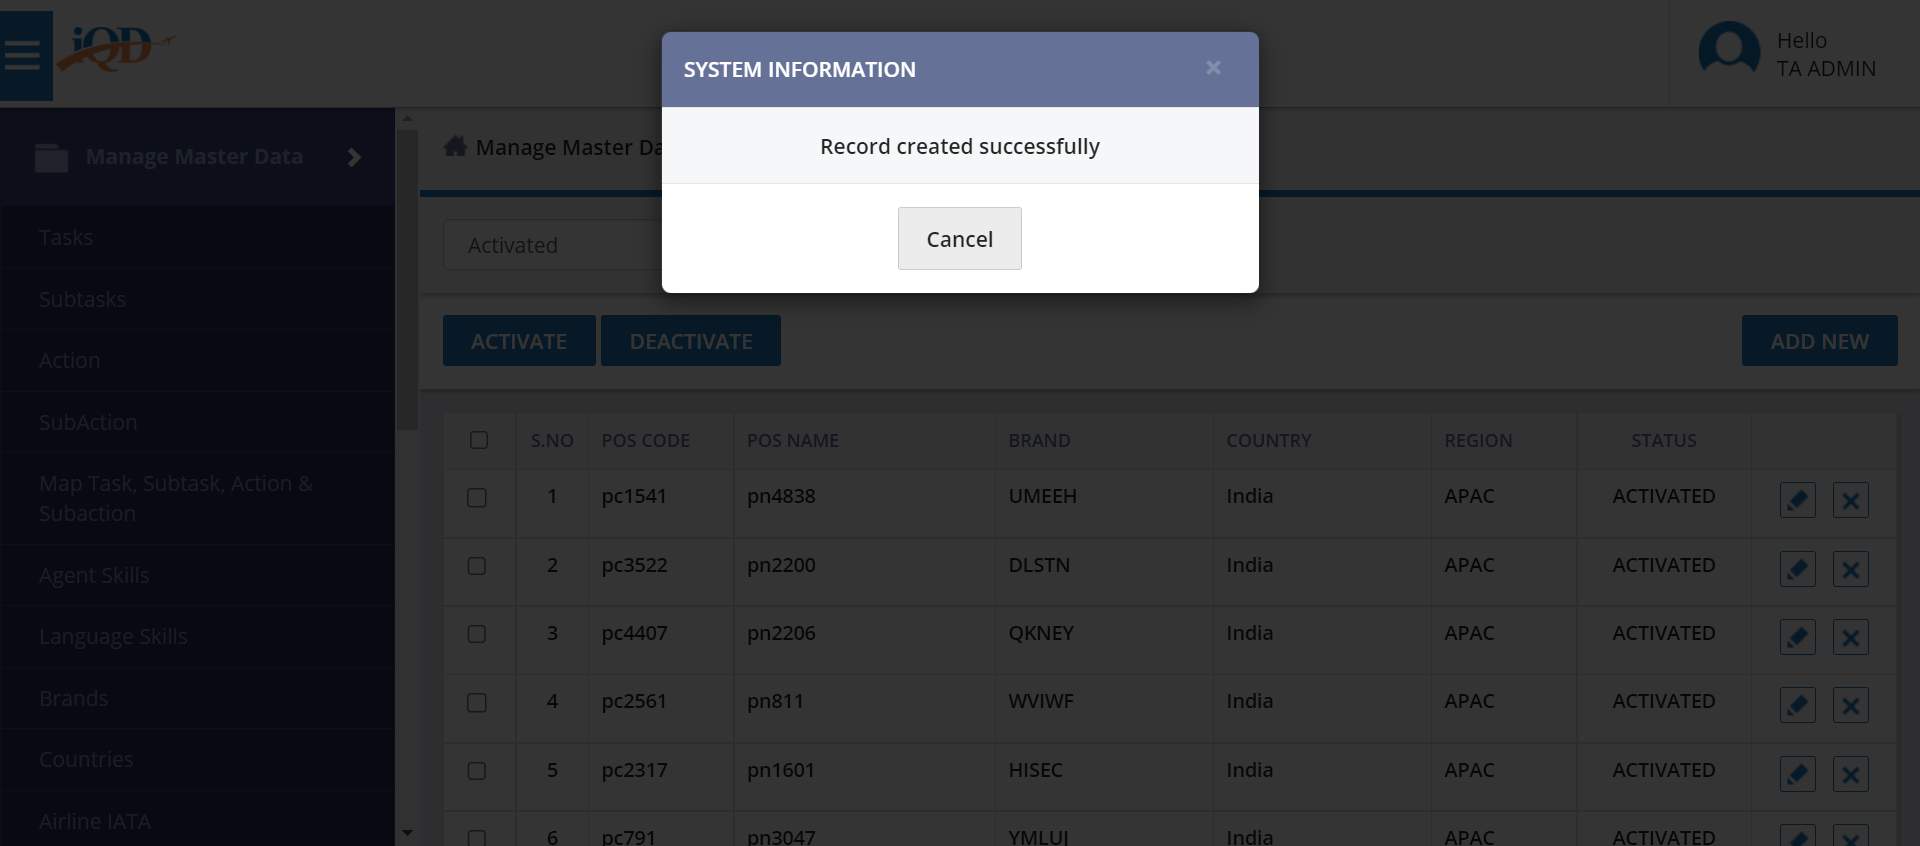 iQD
Hello
TA ADMIN
SYSTEM INFORMATION
×
Record created successfully
Cancel
Manage Master Data
Tasks
Subtasks
Action
SubAction
Map Task, Subtask, Action &
Subaction
Agent Skills
Language Skills
Brands
Countries
Airline IATA
Manage Master Da
Activated
ACTIVATE DEACTIVATE ADD NEW
S.NO POS CODE POS NAME BRAND COUNTRY REGION STATUS
1 pc1541 pn4838 UMEEH India APAC ACTIVATED
2 pc3522 pn2200 DLSTN India APAC ACTIVATED
3 pc4407 pn2206 QKNEY India APAC ACTIVATED
4 pc2561 pn811 WVIWF India APAC ACTIVATED
5 pc2317 pn1601 HISEC India APAC ACTIVATED
6 pc791 pn3047 YMLUJ India APAC ACTIVATED